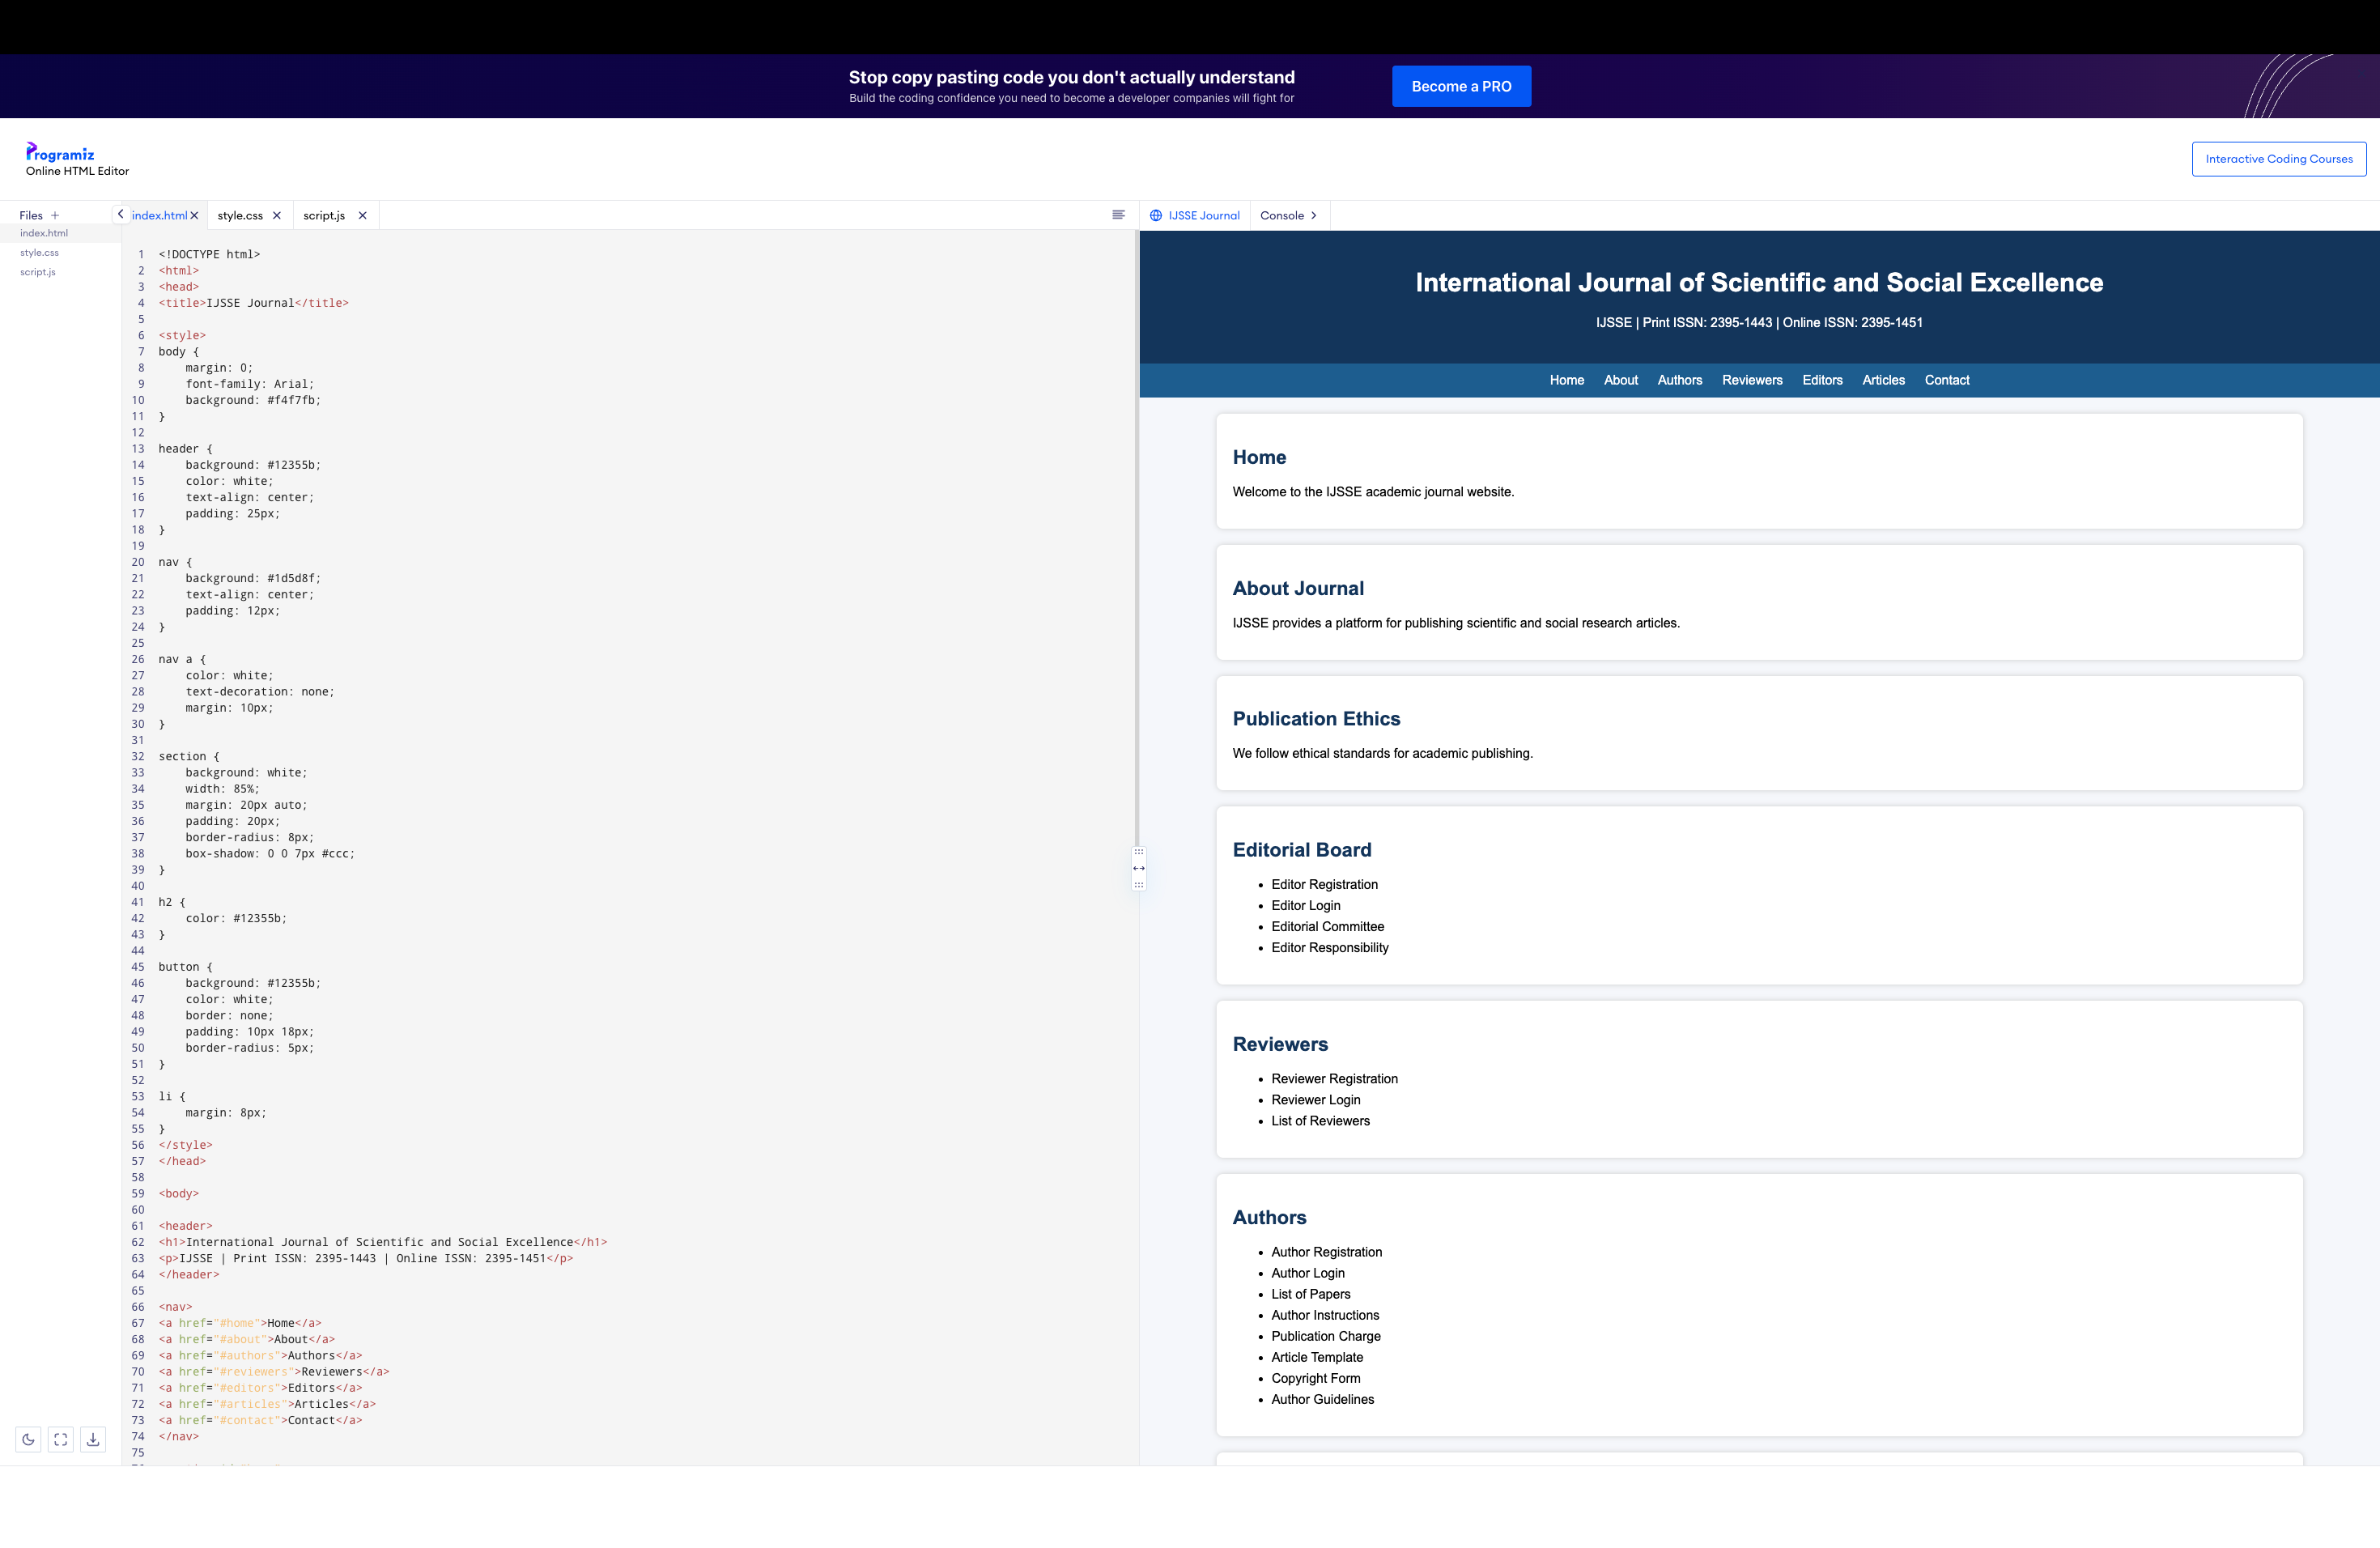 Stop copy pasting code you don't actually understand
Build the coding confidence you need to become a developer companies will fight for
Become a PRO
Programiz
Online HTML Editor
Interactive Coding Courses
Files
index.html
style.css
script.js
index.html
style.css
script.js
1 <!DOCTYPE html>
2 <html>
3 <head>
4 <title>IJSSE Journal</title>
5
6 <style>
7 body {
8     margin: 0;
9     font-family: Arial;
10     background: #f4f7fb;
11 }
12
13 header {
14     background: #12355b;
15     color: white;
16     text-align: center;
17     padding: 25px;
18 }
19
20 nav {
21     background: #1d5d8f;
22     text-align: center;
23     padding: 12px;
24 }
25
26 nav a {
27     color: white;
28     text-decoration: none;
29     margin: 10px;
30 }
31
32 section {
33     background: white;
34     width: 85%;
35     margin: 20px auto;
36     padding: 20px;
37     border-radius: 8px;
38     box-shadow: 0 0 7px #ccc;
39 }
40
41 h2 {
42     color: #12355b;
43 }
44
45 button {
46     background: #12355b;
47     color: white;
48     border: none;
49     padding: 10px 18px;
50     border-radius: 5px;
51 }
52
53 li {
54     margin: 8px;
55 }
56 </style>
57 </head>
58
59 <body>
60
61 <header>
62 <h1>International Journal of Scientific and Social Excellence</h1>
63 <p>IJSSE | Print ISSN: 2395-1443 | Online ISSN: 2395-1451</p>
64 </header>
65
66 <nav>
67 <a href="#home">Home</a>
68 <a href="#about">About</a>
69 <a href="#authors">Authors</a>
70 <a href="#reviewers">Reviewers</a>
71 <a href="#editors">Editors</a>
72 <a href="#articles">Articles</a>
73 <a href="#contact">Contact</a>
74 </nav>
75
IJSSE Journal
Console
International Journal of Scientific and Social Excellence
IJSSE | Print ISSN: 2395-1443 | Online ISSN: 2395-1451
Home About Authors Reviewers Editors Articles Contact
Home
Welcome to the IJSSE academic journal website.
About Journal
IJSSE provides a platform for publishing scientific and social research articles.
Publication Ethics
We follow ethical standards for academic publishing.
Editorial Board
• Editor Registration
• Editor Login
• Editorial Committee
• Editor Responsibility
Reviewers
• Reviewer Registration
• Reviewer Login
• List of Reviewers
Authors
• Author Registration
• Author Login
• List of Papers
• Author Instructions
• Publication Charge
• Article Template
• Copyright Form
• Author Guidelines